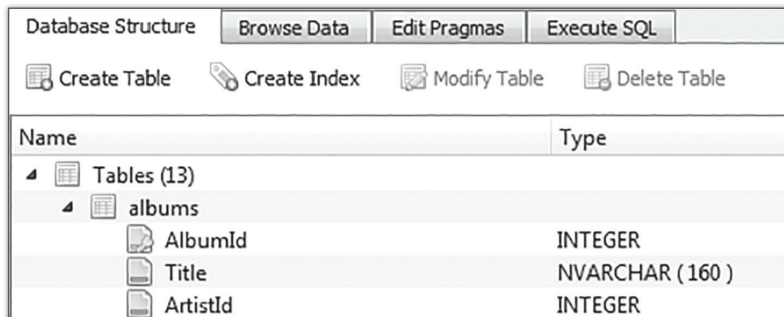 Database Structure Browse Data Edit Pragmas Execute SQL
Create Table Create Index Modify Table Delete Table
Name Type
Tables (13)
albums
AlbumId INTEGER
Title NVARCHAR ( 160 )
ArtistId INTEGER